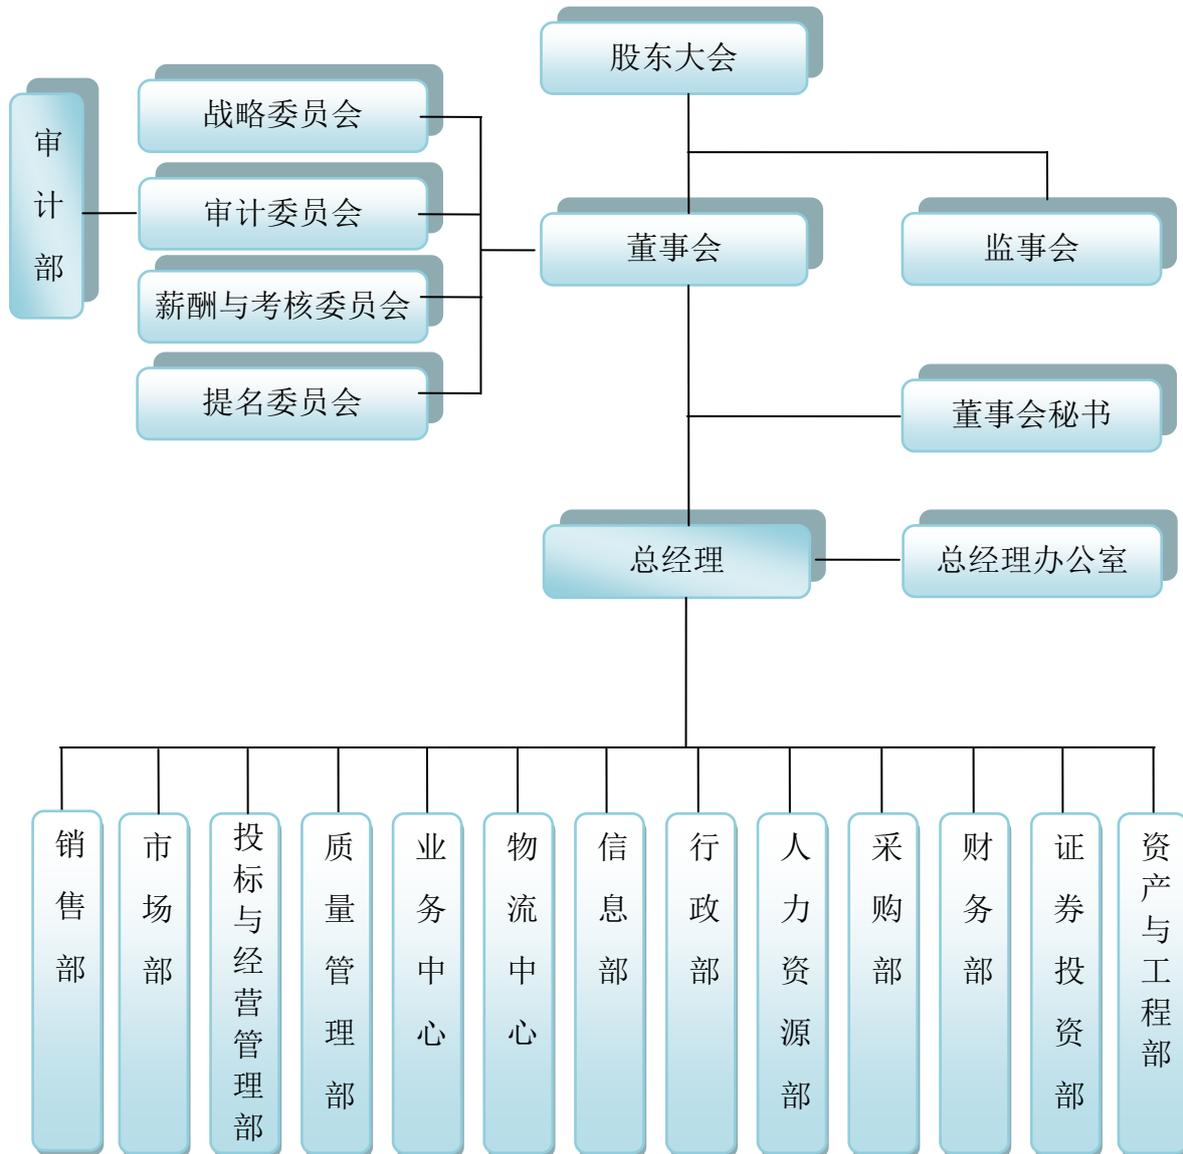 股东大会
审计部
战略委员会
审计委员会
薪酬与考核委员会
提名委员会
董事会
监事会
董事会秘书
总经理
总经理办公室
销售部
市场部
投标与经营管理部
质量管理部
业务中心
物流中心
信息部
行政部
人力资源部
采购部
财务部
证券投资部
资产与工程部